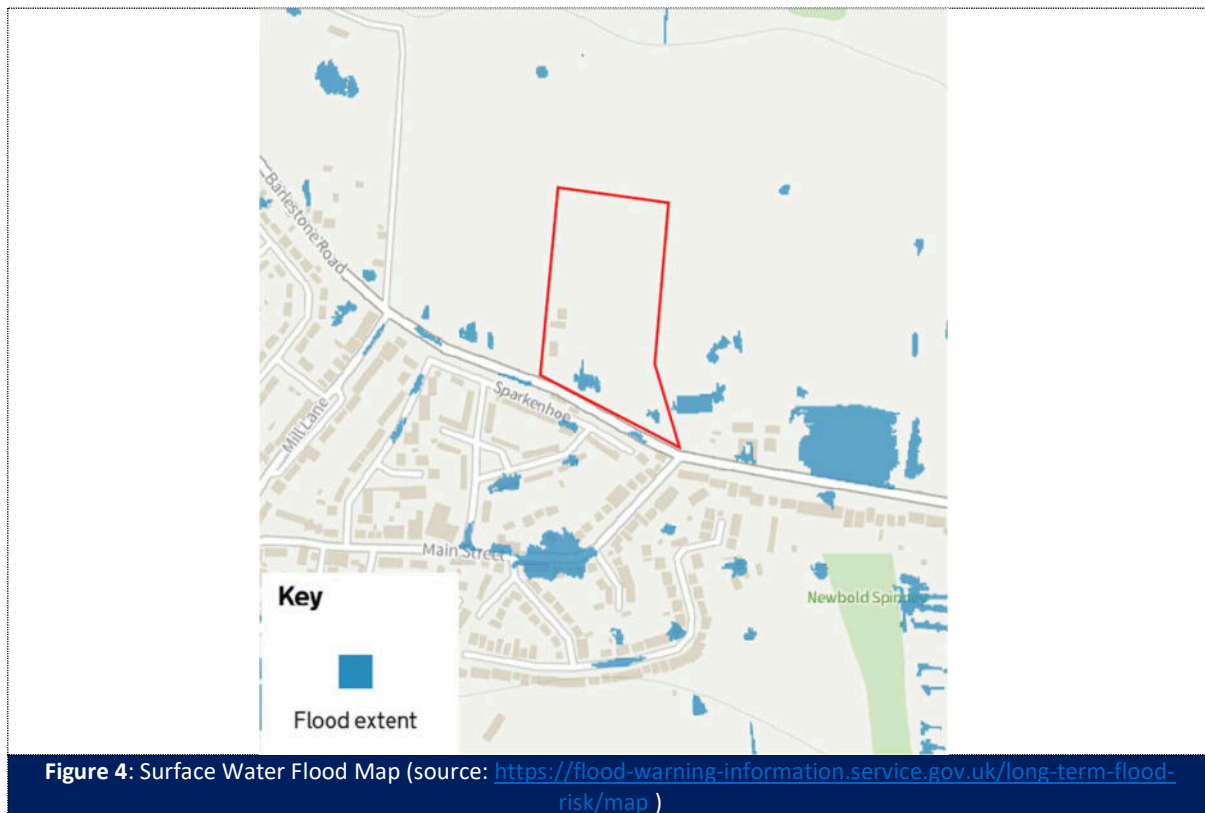 Barlestone Road
Mill Lane
Sparkenhoe
Main Street
Newbold Spinney
Key
Flood extent
Figure 4: Surface Water Flood Map (source: https://flood-warning-information.service.gov.uk/long-term-flood-
risk/map )